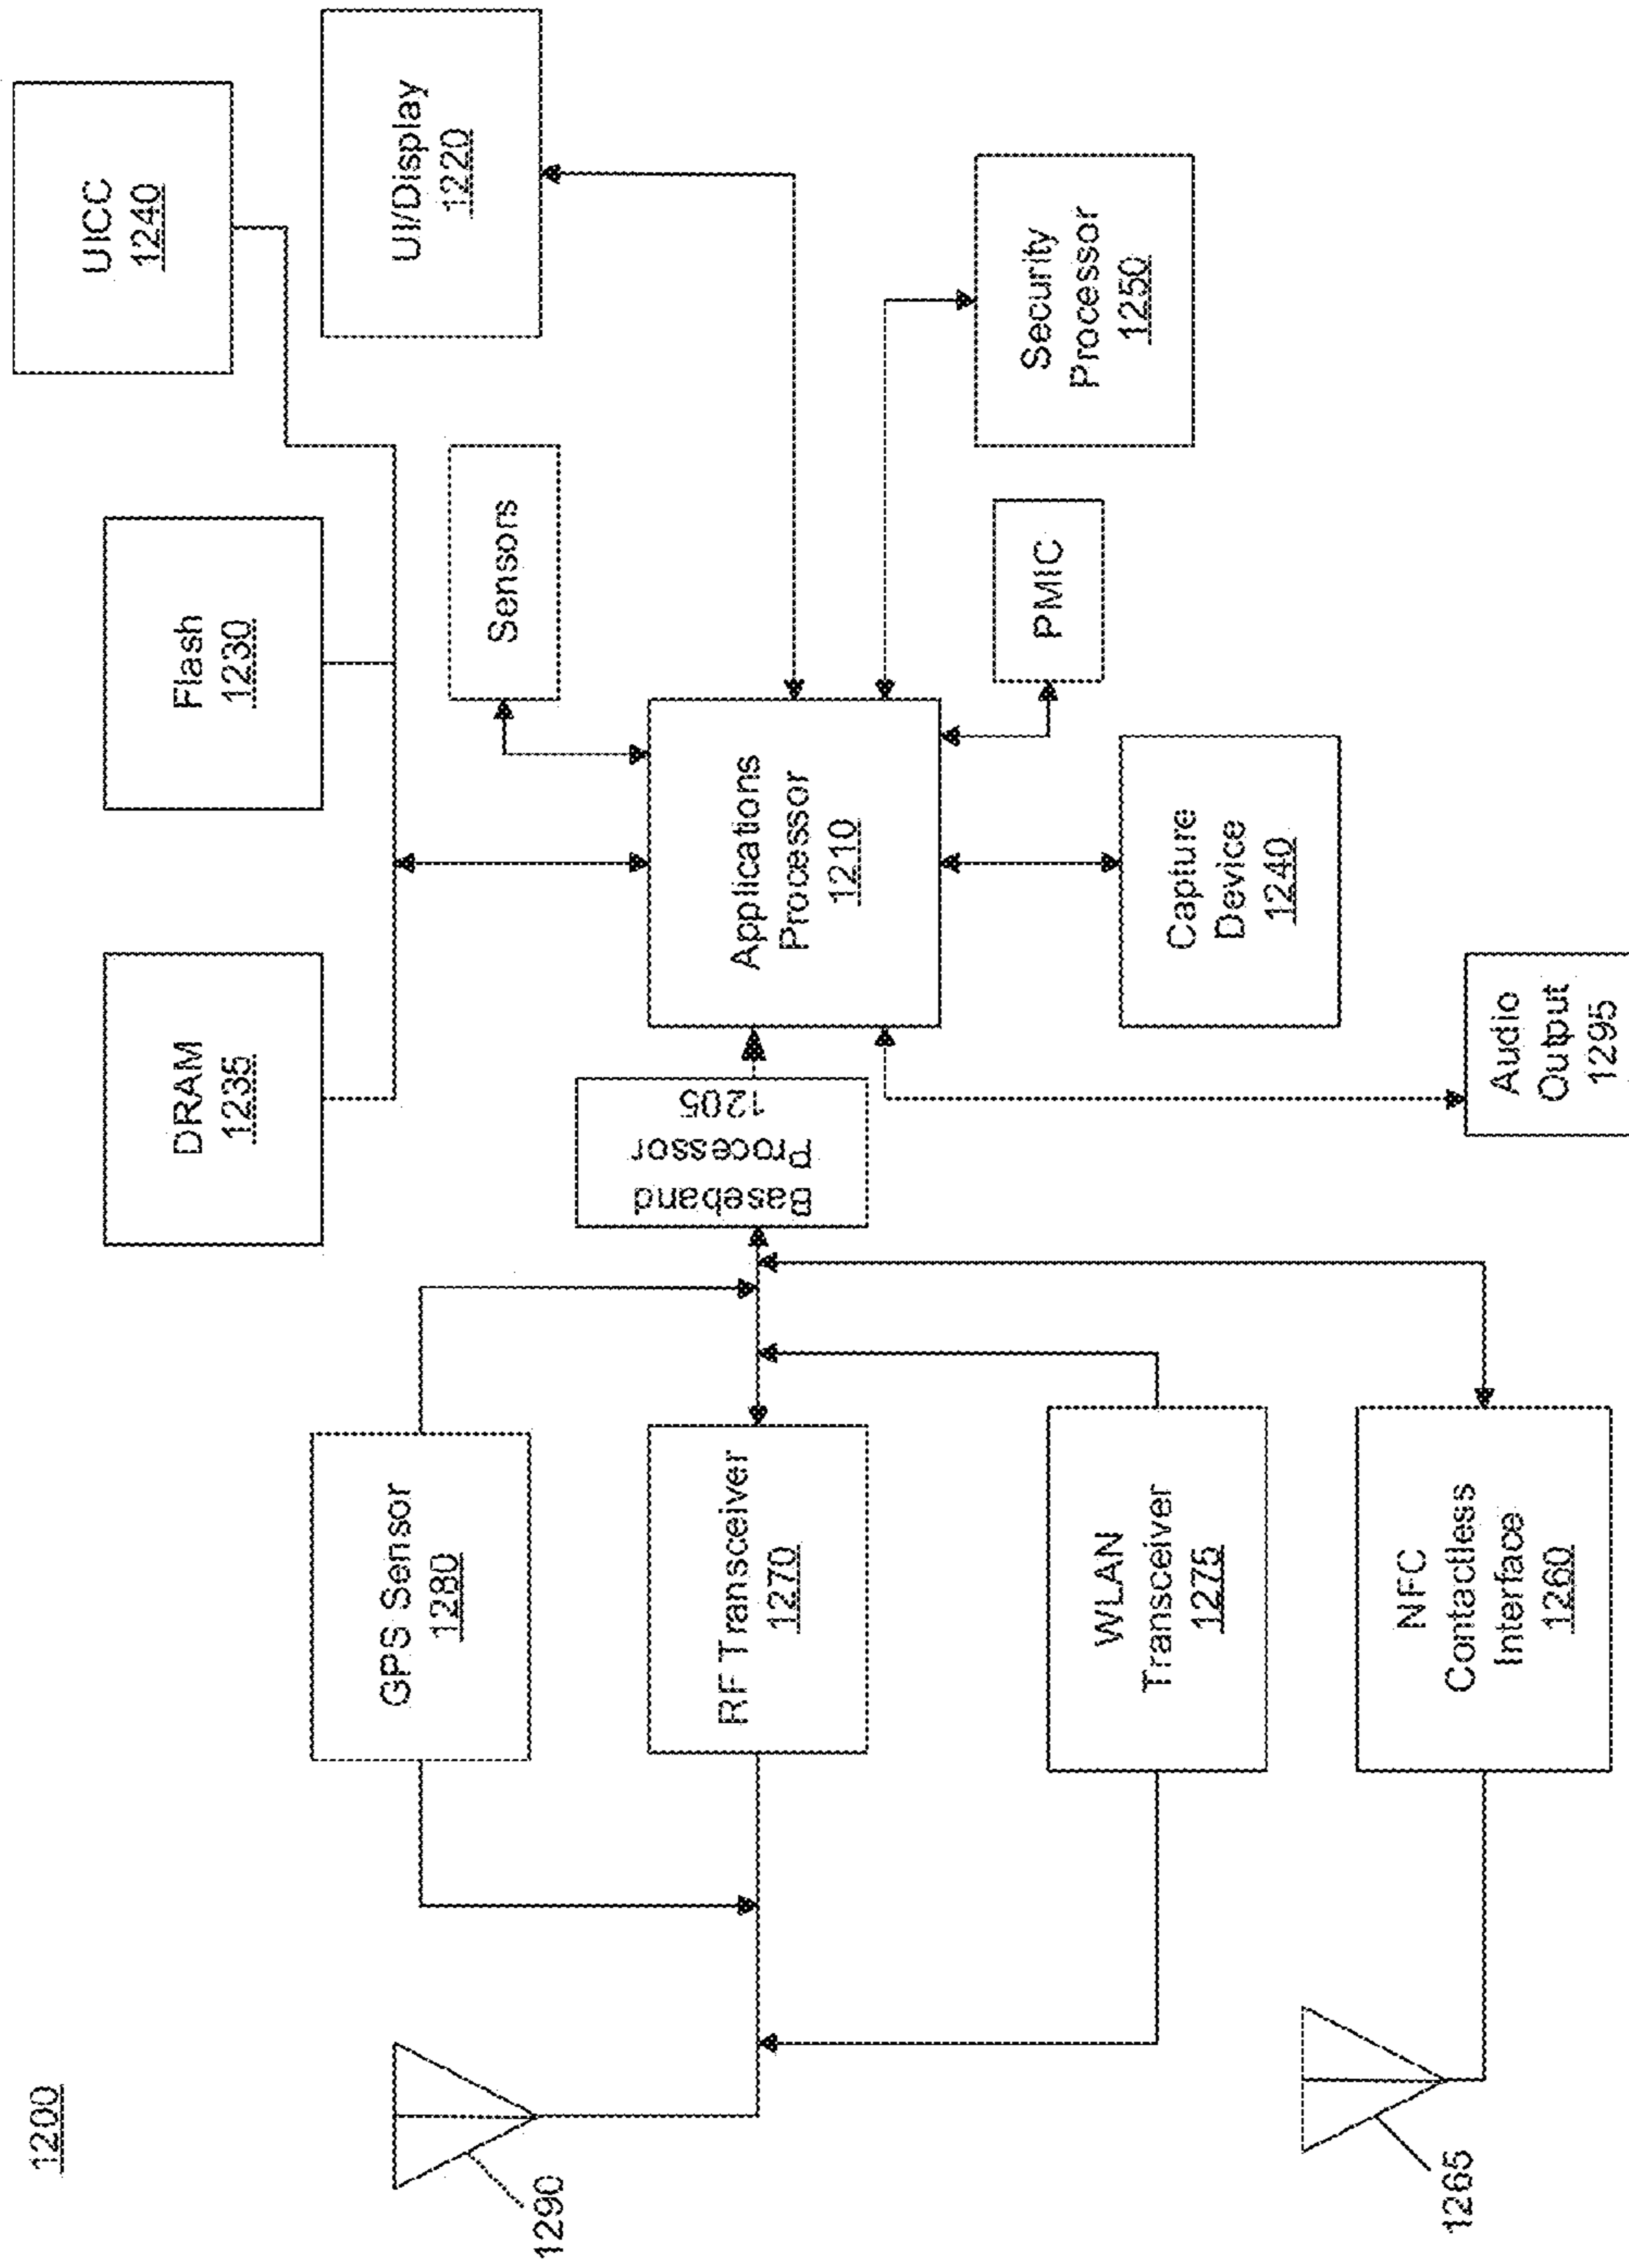 1200
UICC
1240
Flash
1230
DRAM
1235
UI/Display
1220
Sensors
GPS Sensor
1280
1290
Baseband
Processor
1205
Applications
Processor
1210
RF Transceiver
1270
Security
Processor
1250
PMIC
WLAN
Transceiver
1275
Capture
Device
1240
NFC
Contactless
Interface
1260
1265
Audio
Output
1295